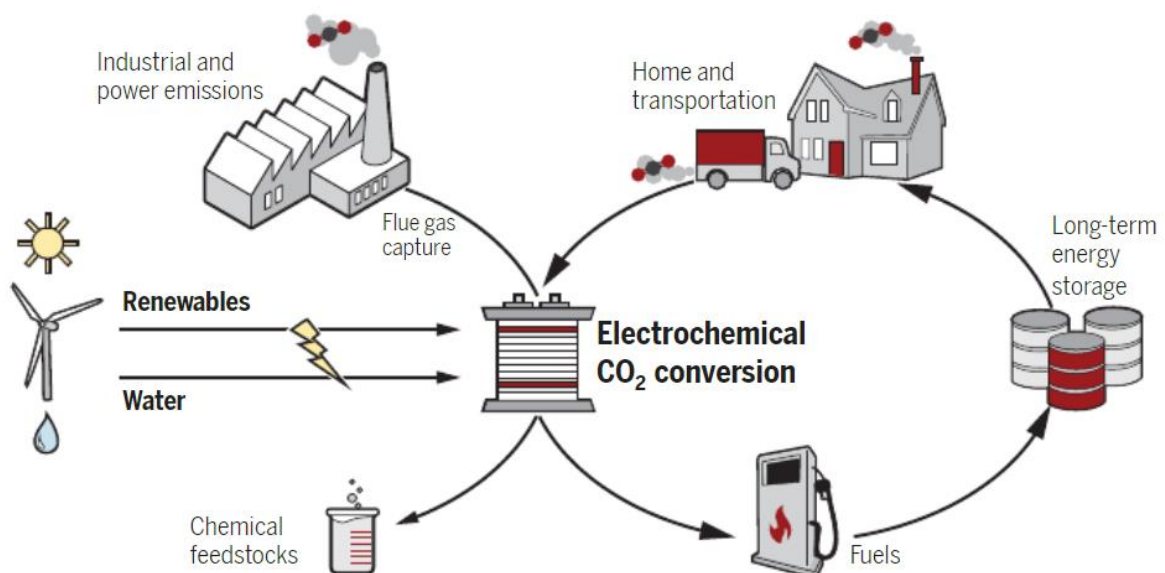 Industrial and
power emissions
Home and
transportation
Flue gas
capture
Long-term
energy
storage
Renewables
Electrochemical
CO₂ conversion
Water
Chemical
feedstocks
Fuels